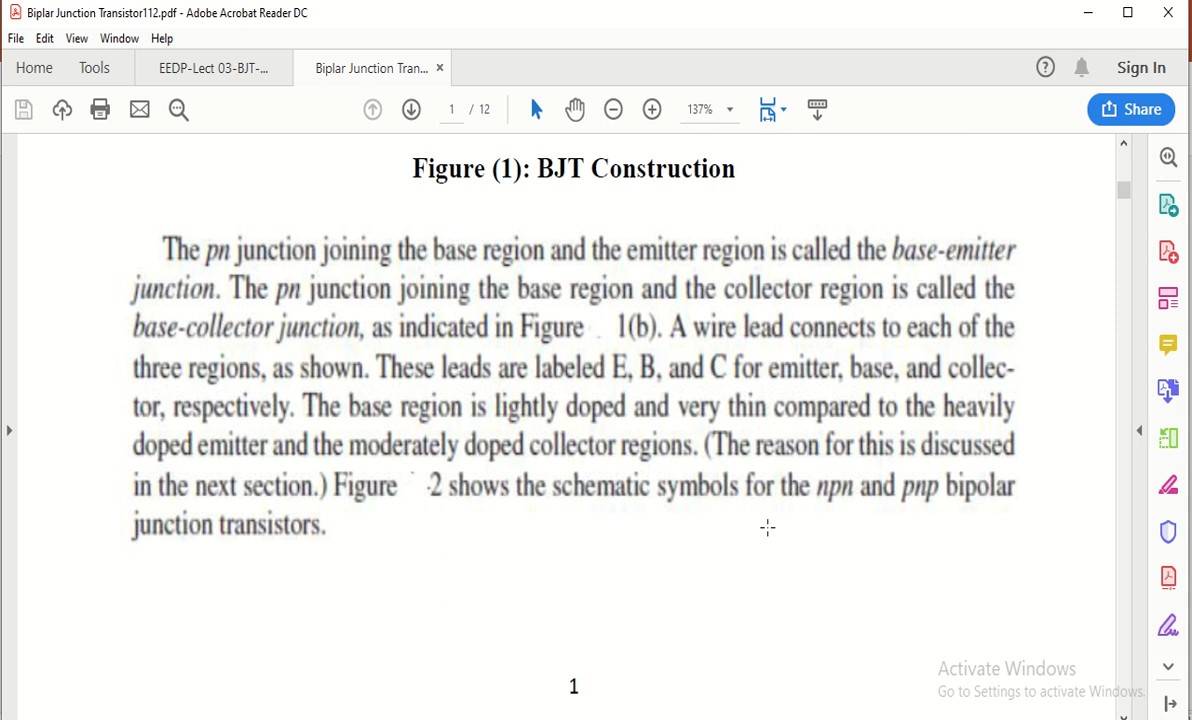 Biplar Junction Transistor112.pdf - Adobe Acrobat Reader DC
File Edit View Window Help
Home Tools EEDP-Lect 03-BJT-... Biplar Junction Tran... × Sign In
1 / 12 137% Share
Figure (1): BJT Construction
The pn junction joining the base region and the emitter region is called the base-emitter
junction. The pn junction joining the base region and the collector region is called the
base-collector junction, as indicated in Figure 1(b). A wire lead connects to each of the
three regions, as shown. These leads are labeled E, B, and C for emitter, base, and collec-
tor, respectively. The base region is lightly doped and very thin compared to the heavily
doped emitter and the moderately doped collector regions. (The reason for this is discussed
in the next section.) Figure -2 shows the schematic symbols for the npn and pnp bipolar
junction transistors.
Activate Windows
Go to Settings to activate Windows.
1